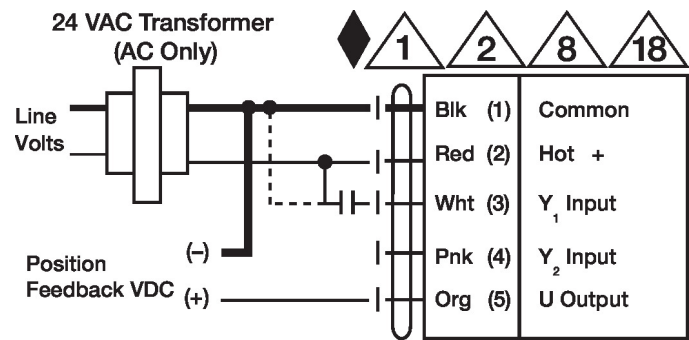 24 VAC Transformer
(AC Only)
1 2 8 18
Line
Volts
Blk (1) Common
Red (2) Hot +
Wht (3) Y1 Input
Pnk (4) Y2 Input
Org (5) U Output
Position
Feedback VDC
(-)
(+)